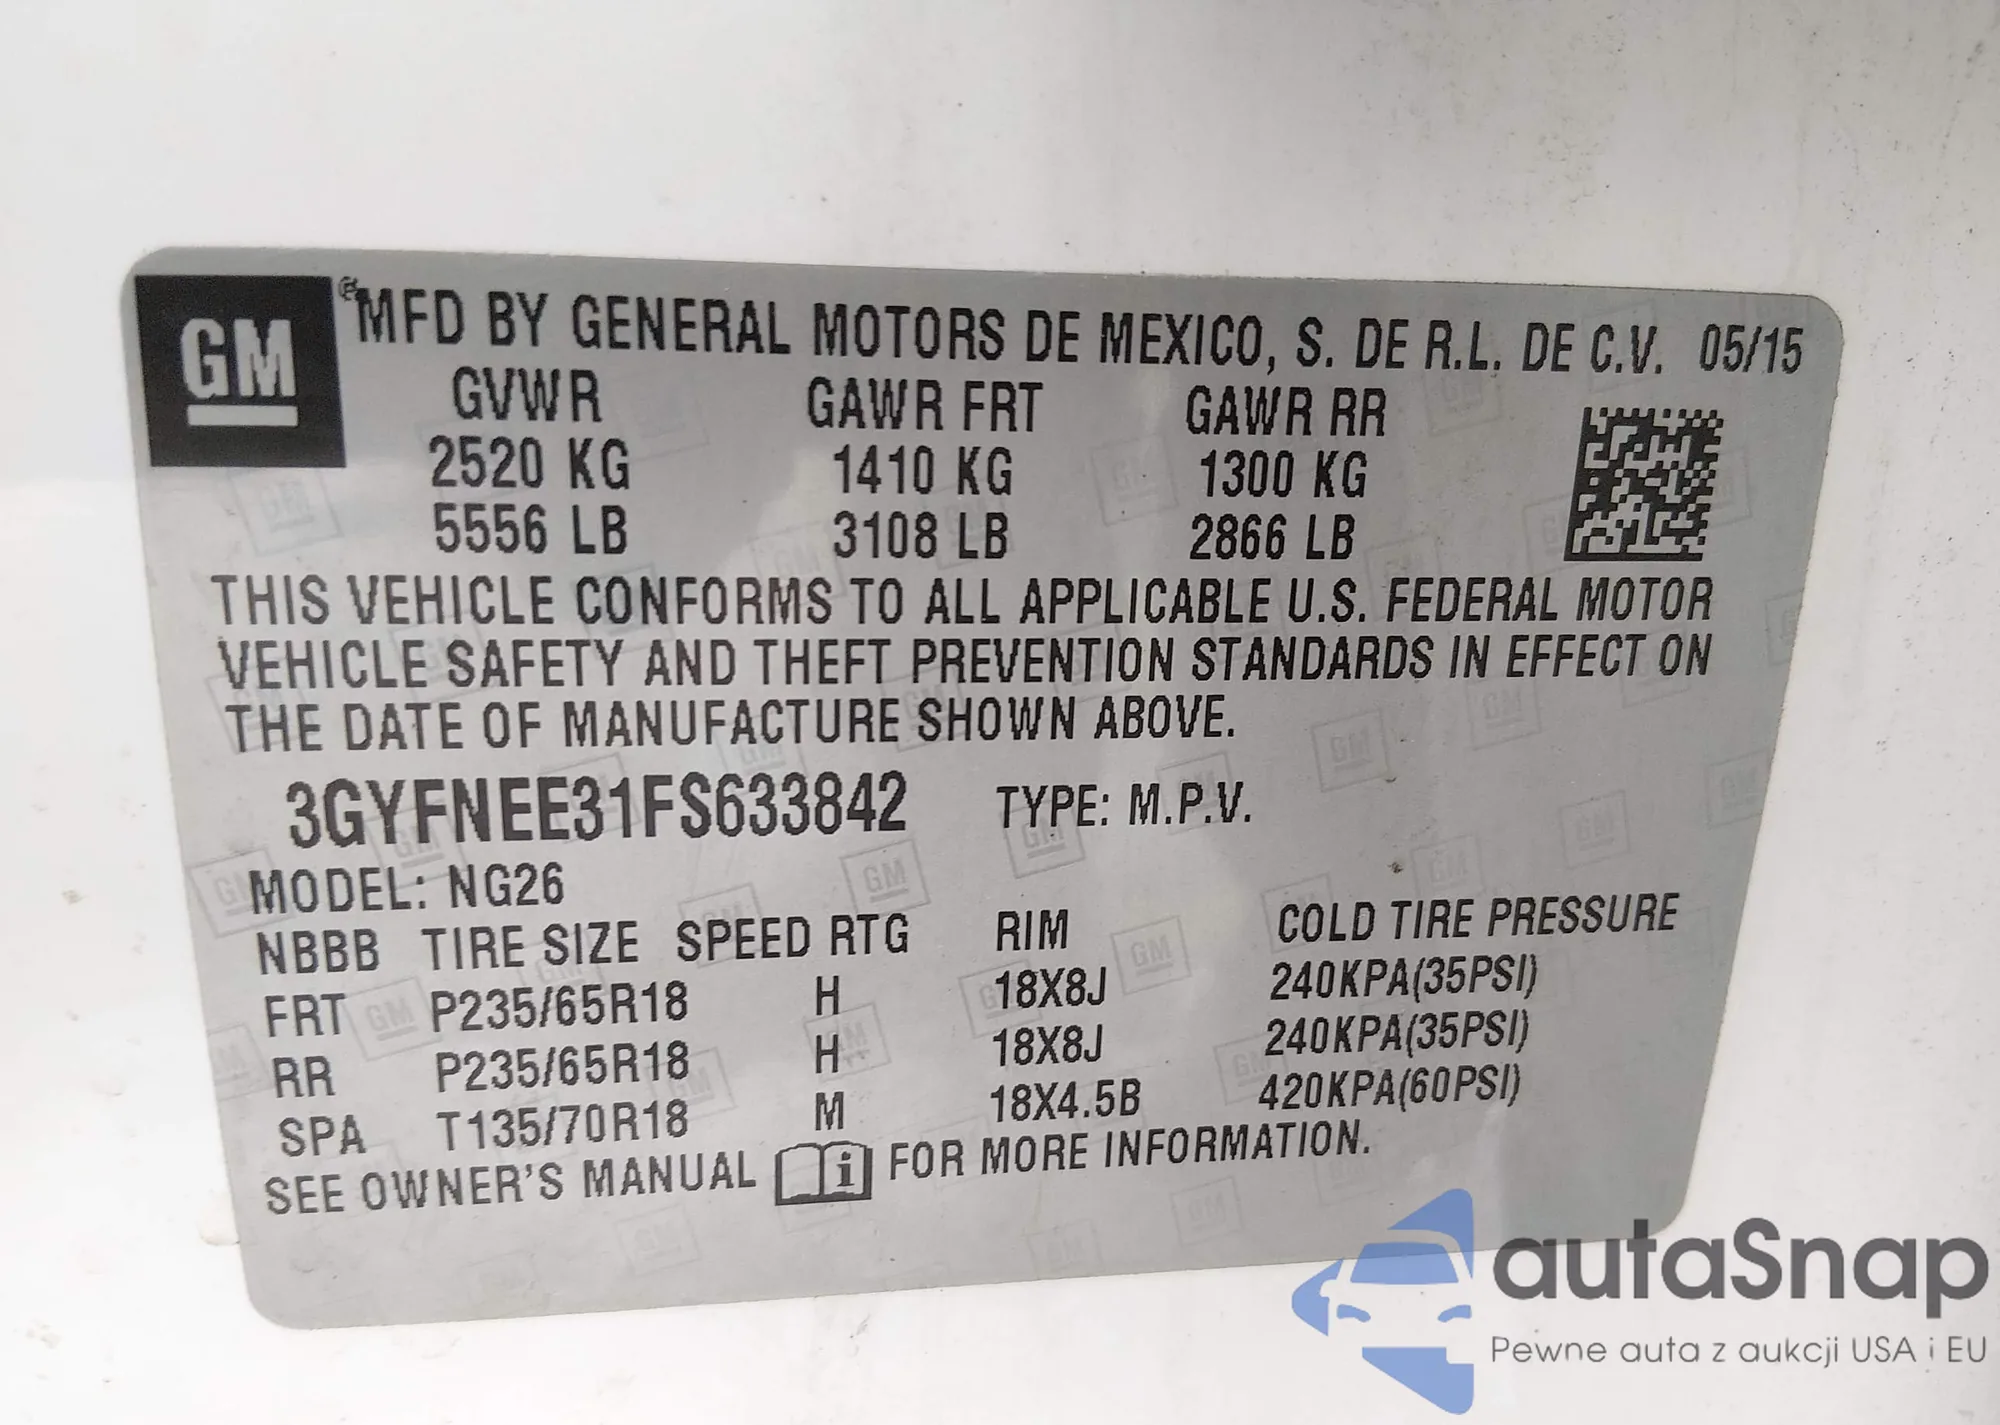 GM
®MFD BY GENERAL MOTORS DE MEXICO, S. DE R.L. DE C.V. 05/15
GVWR GAWR FRT GAWR RR
2520 KG 1410 KG 1300 KG
5556 LB 3108 LB 2866 LB
THIS VEHICLE CONFORMS TO ALL APPLICABLE U.S. FEDERAL MOTOR
VEHICLE SAFETY AND THEFT PREVENTION STANDARDS IN EFFECT ON
THE DATE OF MANUFACTURE SHOWN ABOVE.
3GYFNEE31FS633842 TYPE: M.P.V.
MODEL: NG26
NBBB TIRE SIZE SPEED RTG RIM COLD TIRE PRESSURE
FRT P235/65R18 H 18X8J 240KPA(35PSI)
RR P235/65R18 H 18X8J 240KPA(35PSI)
SPA T135/70R18 M 18X4.5B 420KPA(60PSI)
SEE OWNER'S MANUAL i FOR MORE INFORMATION.
autaSnap
Pewne auta z aukcji USA i EU